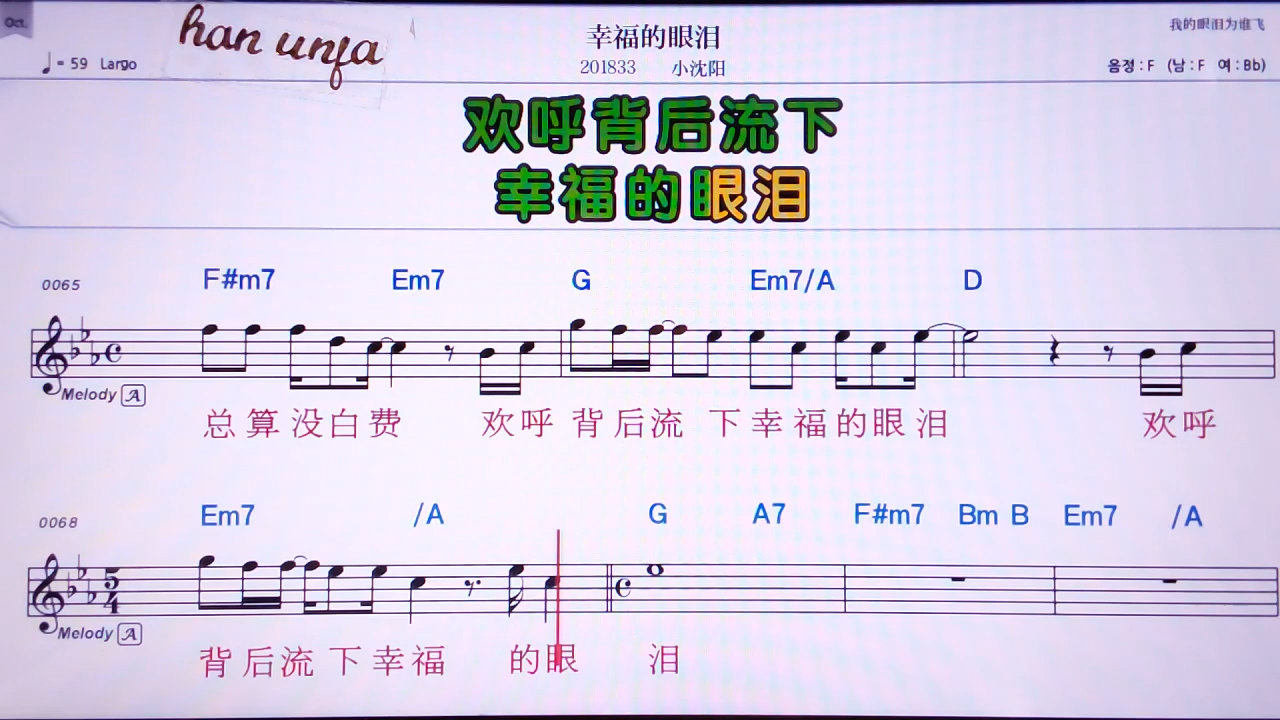 Oct.
han unfa
幸福的眼泪
我的眼泪为谁飞
♩= 59 Largo
201833 小沈阳
음정 : F (남 : F 여 : Bb)
欢呼背后流下
幸福的眼泪
0065 F#m7 Em7 G Em7/A D
Melody A
总算没白费 欢呼背后流下幸福的眼泪 欢呼
0068 Em7 /A G A7 F#m7 Bm B Em7 /A
5
4
Melody A
背后流下幸福 的眼 泪